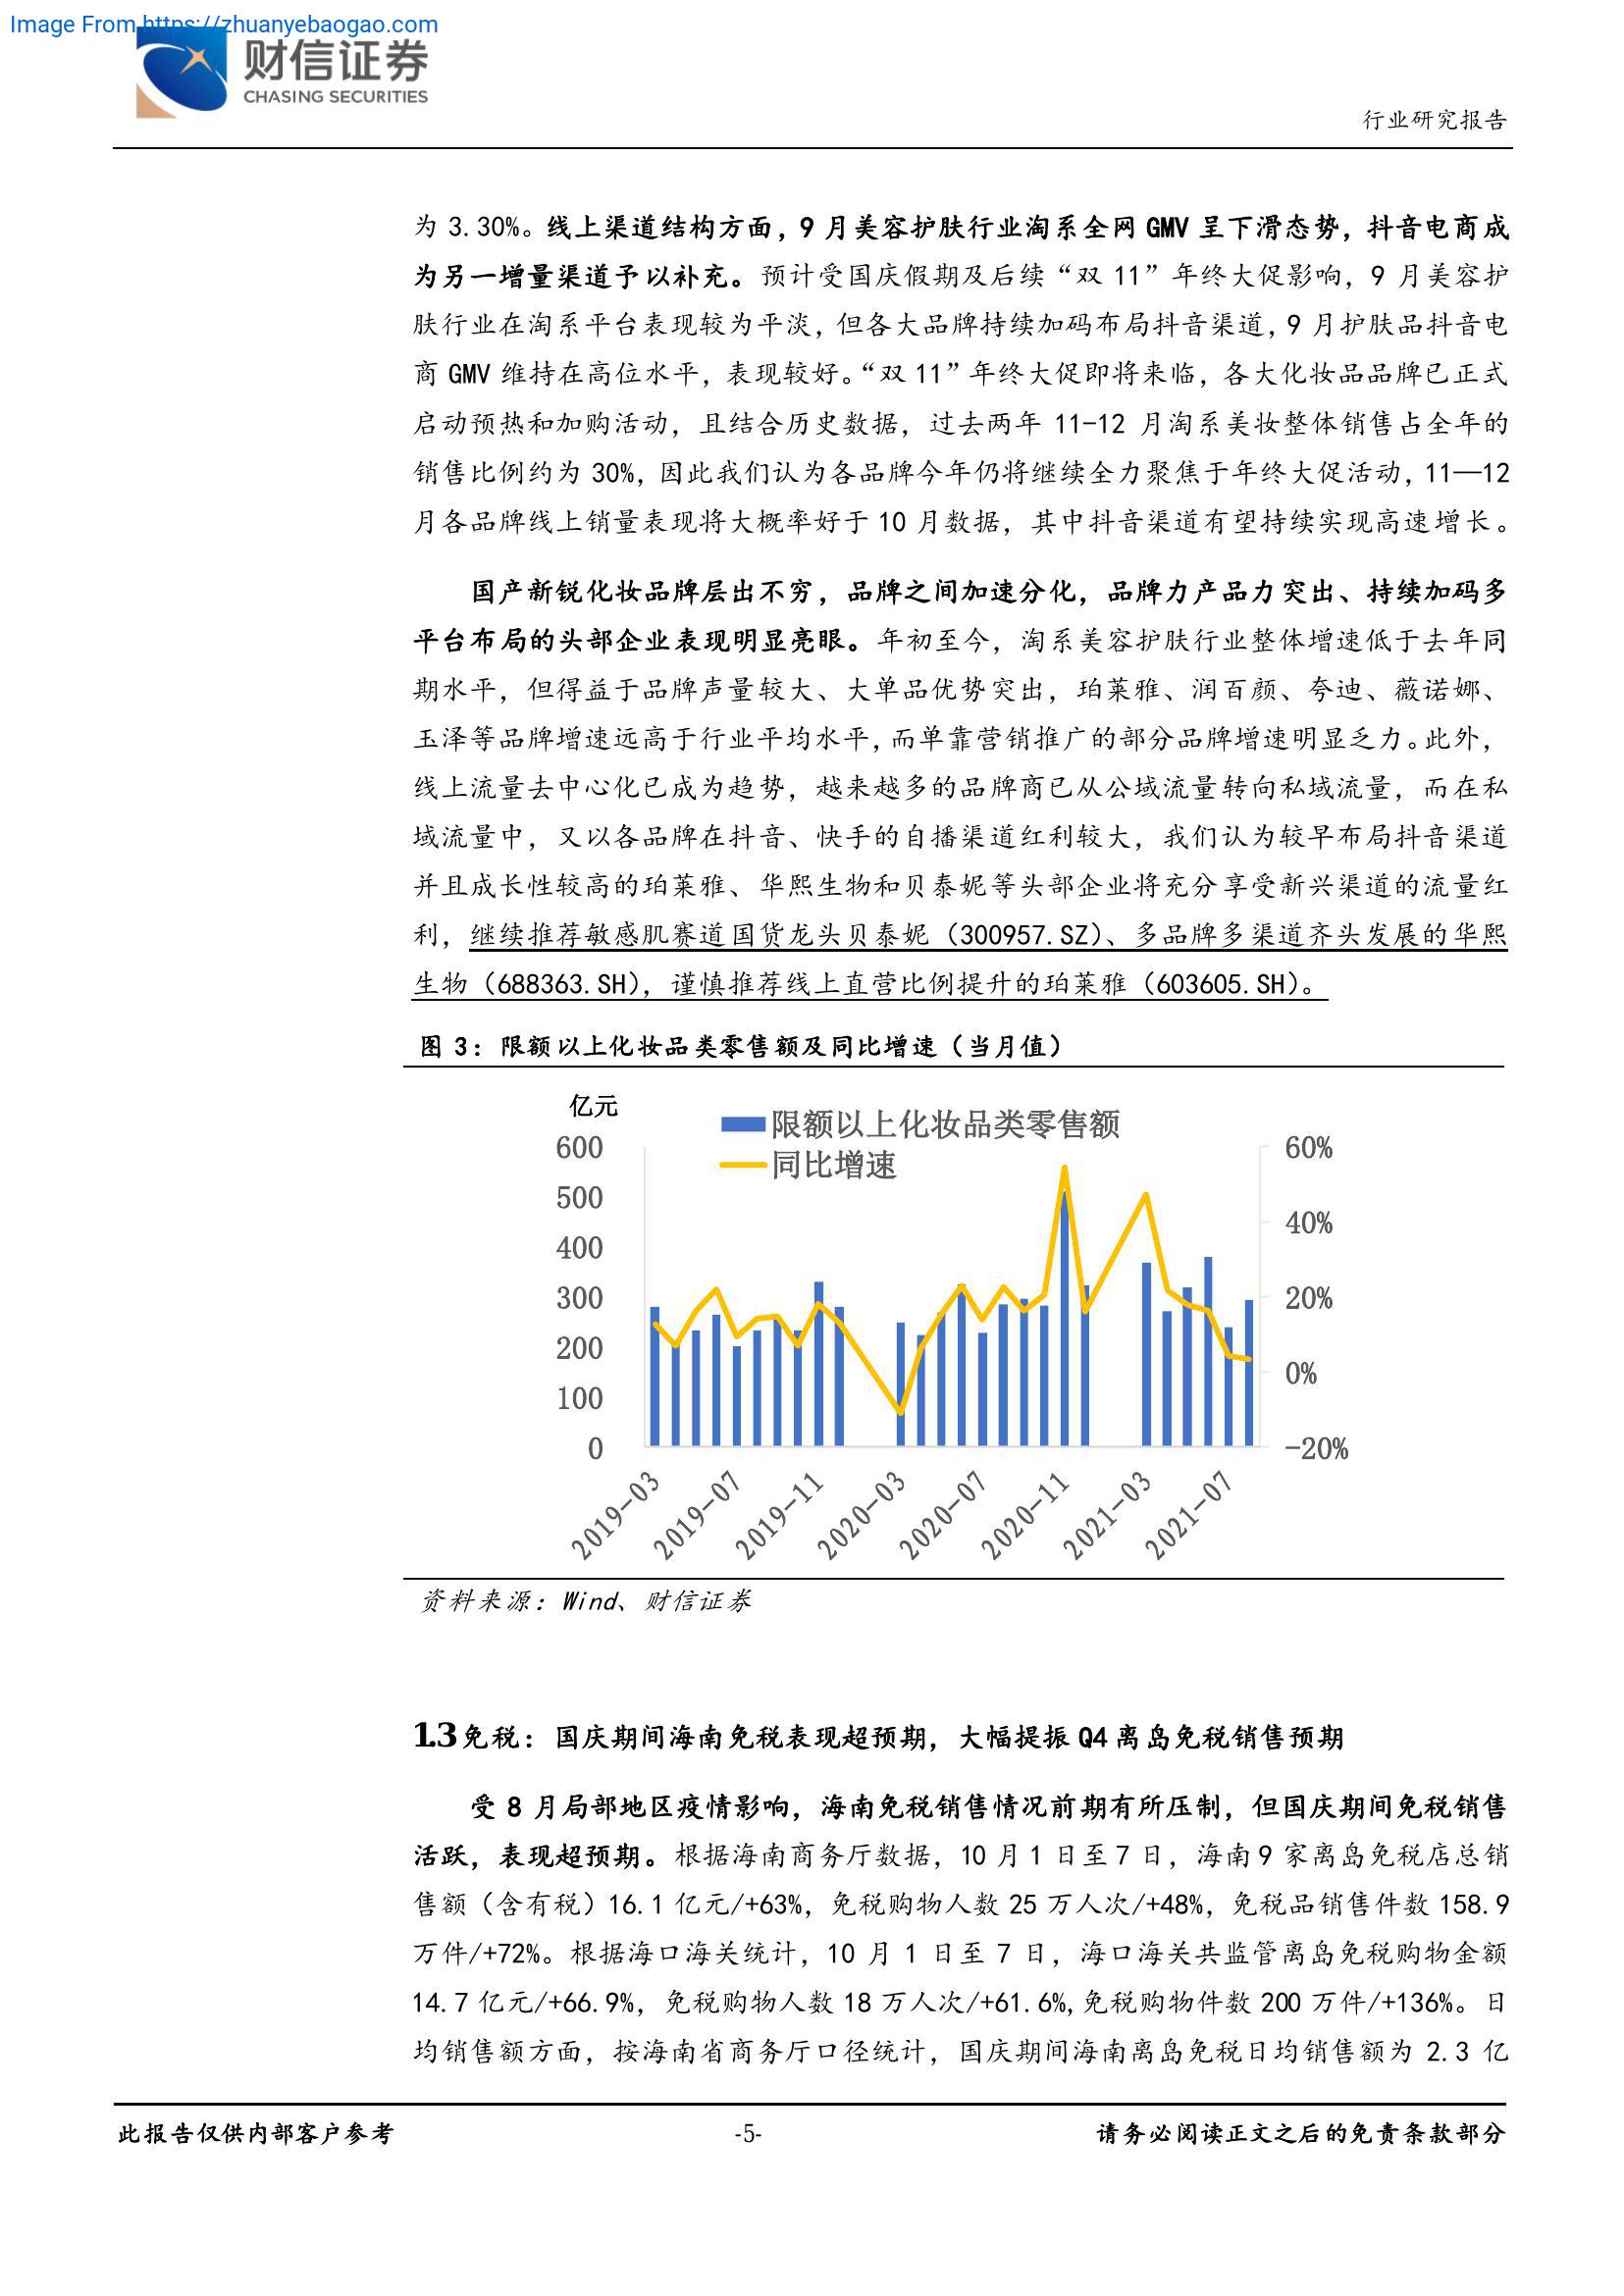 Image From https://zhuanyebaogao.com
财信证券
CHASING SECURITIES
行业研究报告
为 3.30%。线上渠道结构方面，9 月美容护肤行业淘系全网 GMV 呈下滑态势，抖音电商成
为另一增量渠道予以补充。预计受国庆假期及后续“双 11”年终大促影响，9 月美容护
肤行业在淘系平台表现较为平淡，但各大品牌持续加码布局抖音渠道，9 月护肤品抖音电
商 GMV 维持在高位水平，表现较好。“双 11”年终大促即将来临，各大化妆品品牌已正式
启动预热和加购活动，且结合历史数据，过去两年 11-12 月淘系美妆整体销售占全年的
销售比例约为 30%，因此我们认为各品牌今年仍将继续全力聚焦于年终大促活动，11—12
月各品牌线上销量表现将大概率好于 10 月数据，其中抖音渠道有望持续实现高速增长。
国产新锐化妆品牌层出不穷，品牌之间加速分化，品牌力产品力突出、持续加码多
平台布局的头部企业表现明显亮眼。年初至今，淘系美容护肤行业整体增速低于去年同
期水平，但得益于品牌声量较大、大单品优势突出，珀莱雅、润百颜、夸迪、薇诺娜、
玉泽等品牌增速远高于行业平均水平，而单靠营销推广的部分品牌增速明显乏力。此外，
线上流量去中心化已成为趋势，越来越多的品牌商已从公域流量转向私域流量，而在私
域流量中，又以各品牌在抖音、快手的自播渠道红利较大，我们认为较早布局抖音渠道
并且成长性较高的珀莱雅、华熙生物和贝泰妮等头部企业将充分享受新兴渠道的流量红
利，继续推荐敏感肌赛道国货龙头贝泰妮（300957.SZ）、多品牌多渠道齐头发展的华熙
生物（688363.SH），谨慎推荐线上直营比例提升的珀莱雅（603605.SH）。
图 3：限额以上化妆品类零售额及同比增速（当月值）
亿元
限额以上化妆品类零售额
同比增速
600
500
400
300
200
100
0
60%
40%
20%
0%
-20%
2019-03
2019-07
2019-11
2020-03
2020-07
2020-11
2021-03
2021-07
资料来源：Wind、财信证券
1.3 免税：国庆期间海南免税表现超预期，大幅提振 Q4 离岛免税销售预期
受 8 月局部地区疫情影响，海南免税销售情况前期有所压制，但国庆期间免税销售
活跃，表现超预期。根据海南商务厅数据，10 月 1 日至 7 日，海南 9 家离岛免税店总销
售额（含有税）16.1 亿元/+63%，免税购物人数 25 万人次/+48%，免税品销售件数 158.9
万件/+72%。根据海口海关统计，10 月 1 日至 7 日，海口海关共监管离岛免税购物金额
14.7 亿元/+66.9%，免税购物人数 18 万人次/+61.6%,免税购物件数 200 万件/+136%。日
均销售额方面，按海南省商务厅口径统计，国庆期间海南离岛免税日均销售额为 2.3 亿
此报告仅供内部客户参考
-5-
请务必阅读正文之后的免责条款部分